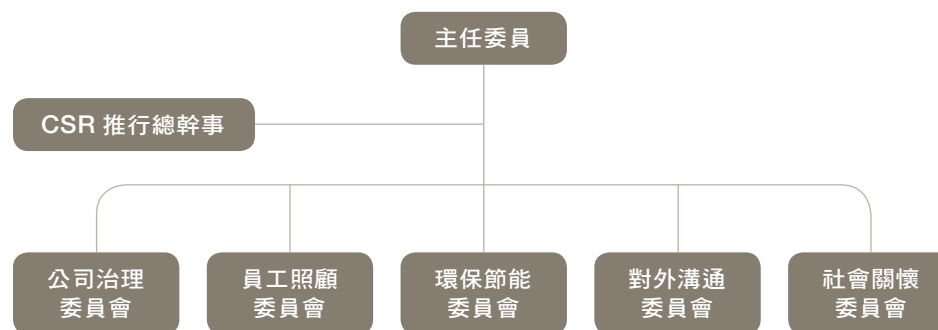 主任委員
CSR 推行總幹事
公司治理
委員會
員工照顧
委員會
環保節能
委員會
對外溝通
委員會
社會關懷
委員會